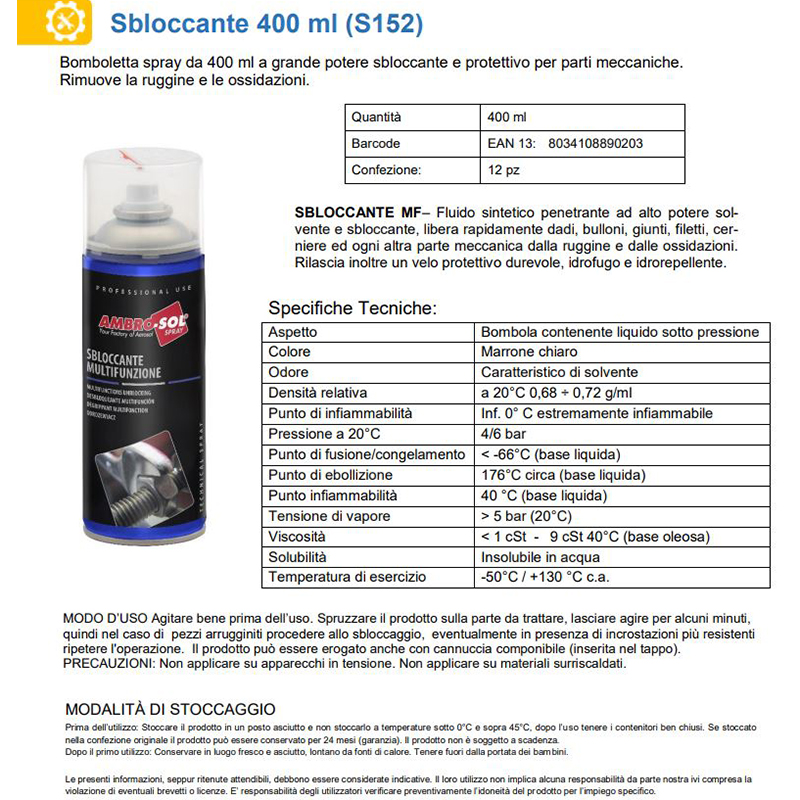 Sbloccante 400 ml (S152)
Bomboletta spray da 400 ml a grande potere sbloccante e protettivo per parti meccaniche.
Rimuove la ruggine e le ossidazioni.
Quantità 400 ml
Barcode EAN 13: 8034108890203
Confezione: 12 pz
SBLOCCANTE MF– Fluido sintetico penetrante ad alto potere sol-
vente e sbloccante, libera rapidamente dadi, bulloni, giunti, filetti, cer-
niere ed ogni altra parte meccanica dalla ruggine e dalle ossidazioni.
Rilascia inoltre un velo protettivo durevole, idrofugo e idrorepellente.
PROFESSIONAL USE
AMBRO-SOL
SPRAY
Your Factory of Aerosol
SBLOCCANTE
MULTIFUNZIONE
MULTIFUNCTIONS UNBLOCKING
DESBLOQUEANTE MULTIFUNCIÓN
DEGRIPPANT MULTIFONCTION
TECHNICAL SPRAY
Specifiche Tecniche:
Aspetto Bombola contenente liquido sotto pressione
Colore Marrone chiaro
Odore Caratteristico di solvente
Densità relativa a 20°C 0,68 ÷ 0,72 g/ml
Punto di infiammabilità Inf. 0° C estremamente infiammabile
Pressione a 20°C 4/6 bar
Punto di fusione/congelamento < -66°C (base liquida)
Punto di ebollizione 176°C circa (base liquida)
Punto infiammabilità 40 °C (base liquida)
Tensione di vapore > 5 bar (20°C)
Viscosità < 1 cSt - 9 cSt 40°C (base oleosa)
Solubilità Insolubile in acqua
Temperatura di esercizio -50°C / +130 °C c.a.
MODO D'USO Agitare bene prima dell'uso. Spruzzare il prodotto sulla parte da trattare, lasciare agire per alcuni minuti,
quindi nel caso di pezzi arrugginiti procedere allo sbloccaggio, eventualmente in presenza di incrostazioni più resistenti
ripetere l'operazione. Il prodotto può essere erogato anche con cannuccia componibile (inserita nel tappo).
PRECAUZIONI: Non applicare su apparecchi in tensione. Non applicare su materiali surriscaldati.
MODALITÀ DI STOCCAGGIO
Prima dell'utilizzo: Stoccare il prodotto in un posto asciutto e non stoccarlo a temperature sotto 0°C e sopra 45°C, dopo l'uso tenere i contenitori ben chiusi. Se stoccato
nella confezione originale il prodotto può essere conservato per 24 mesi (garanzia). Il prodotto non è soggetto a scadenza.
Dopo il primo utilizzo: Conservare in luogo fresco e asciutto, lontano da fonti di calore. Tenere fuori dalla portata dei bambini.
Le presenti informazioni, seppur ritenute attendibili, debbono essere considerate indicative. Il loro utilizzo non implica alcuna responsabilità da parte nostra ivi compresa la
violazione di eventuali brevetti o licenze. E' responsabilità degli utilizzatori verificare preventivamente l'idoneità del prodotto per l'impiego specifico.